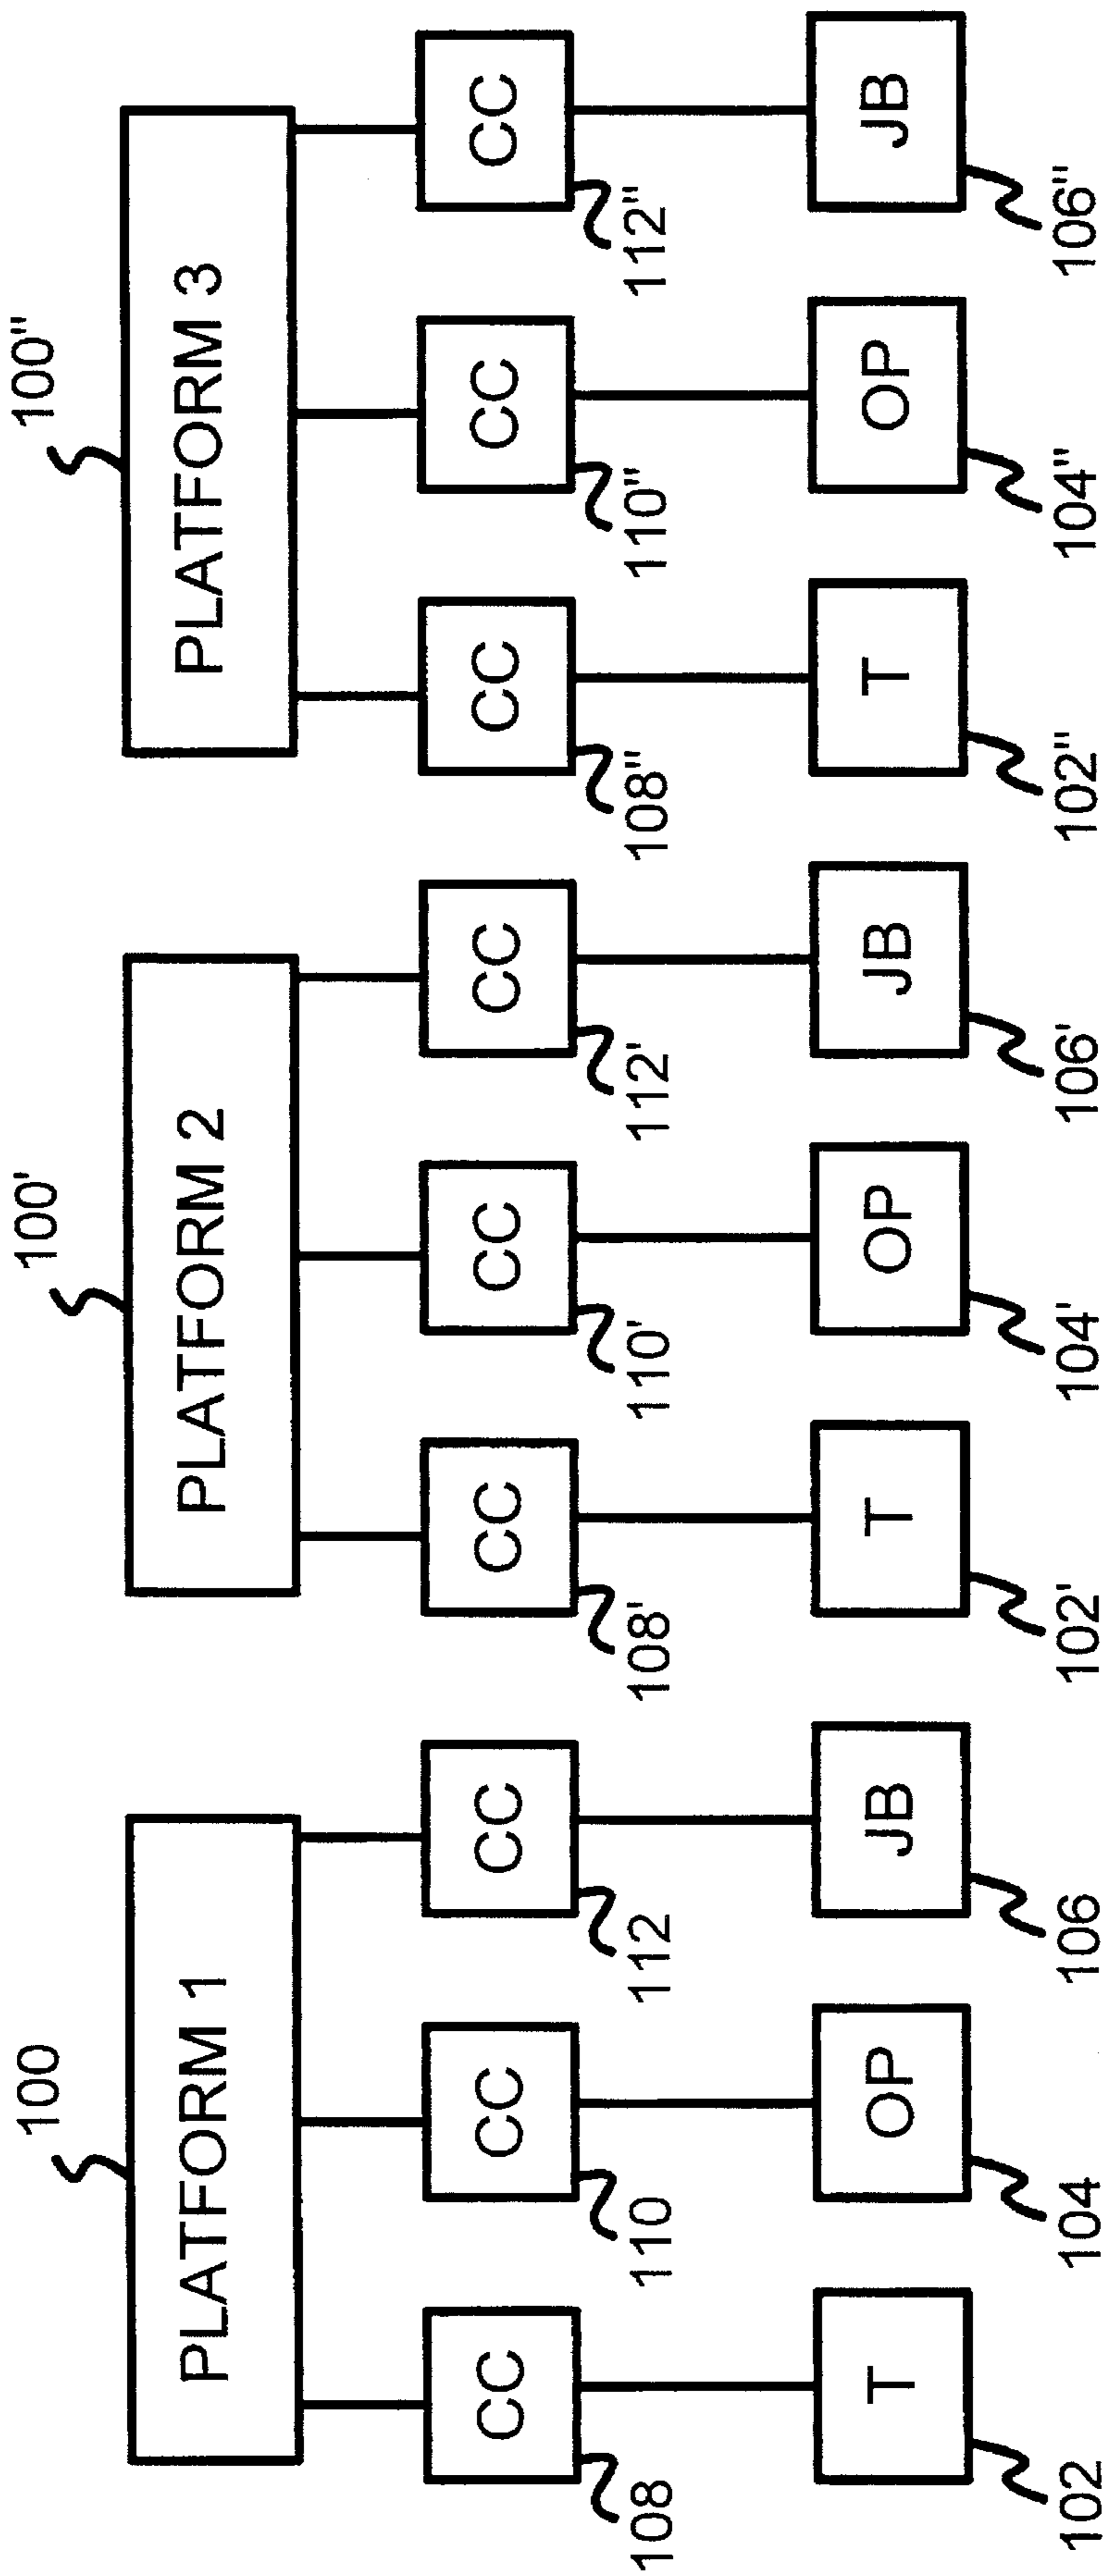 100 100' 100"
PLATFORM 1 PLATFORM 2 PLATFORM 3
CC CC CC CC CC CC CC CC CC
108 110 112 108' 110' 112' 108" 110" 112"
T OP JB T OP JB T OP JB
102 104 106 102' 104' 106' 102" 104" 106"